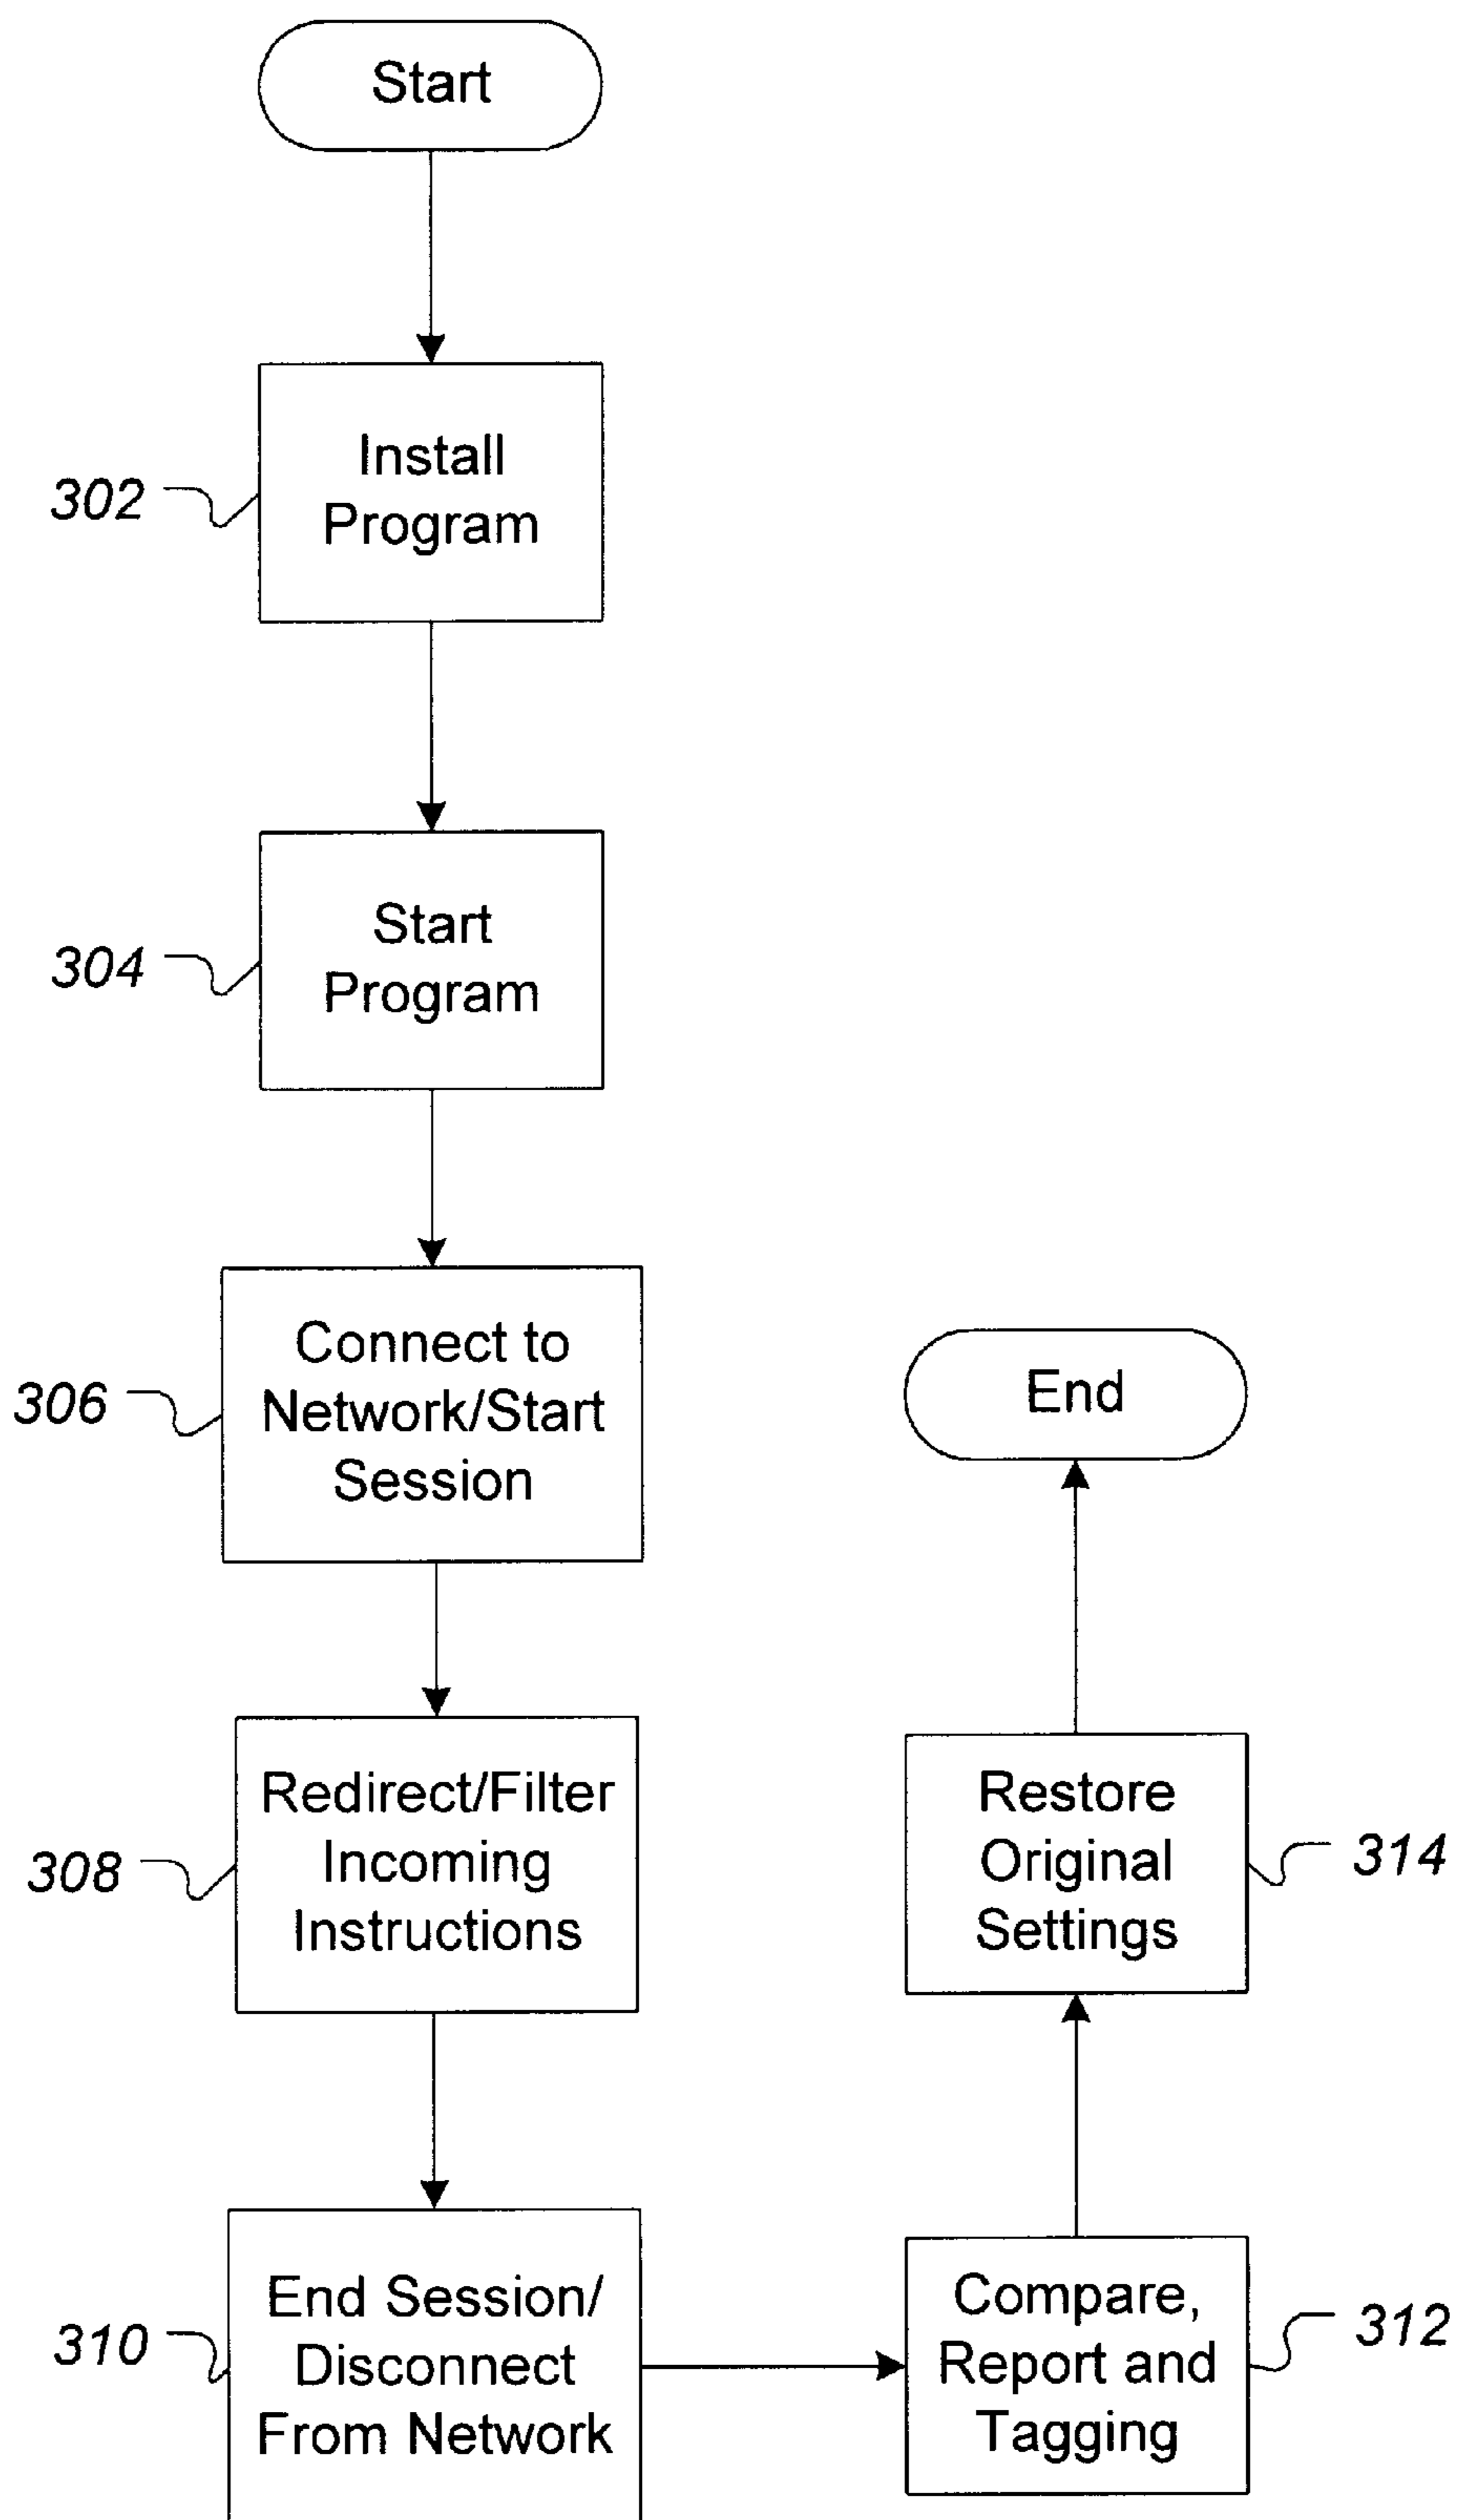 Start
302
Install
Program
304
Start
Program
306
Connect to
Network/Start
Session
308
Redirect/Filter
Incoming
Instructions
310
End Session/
Disconnect
From Network
Compare,
Report and
Tagging
312
Restore
Original
Settings
314
End